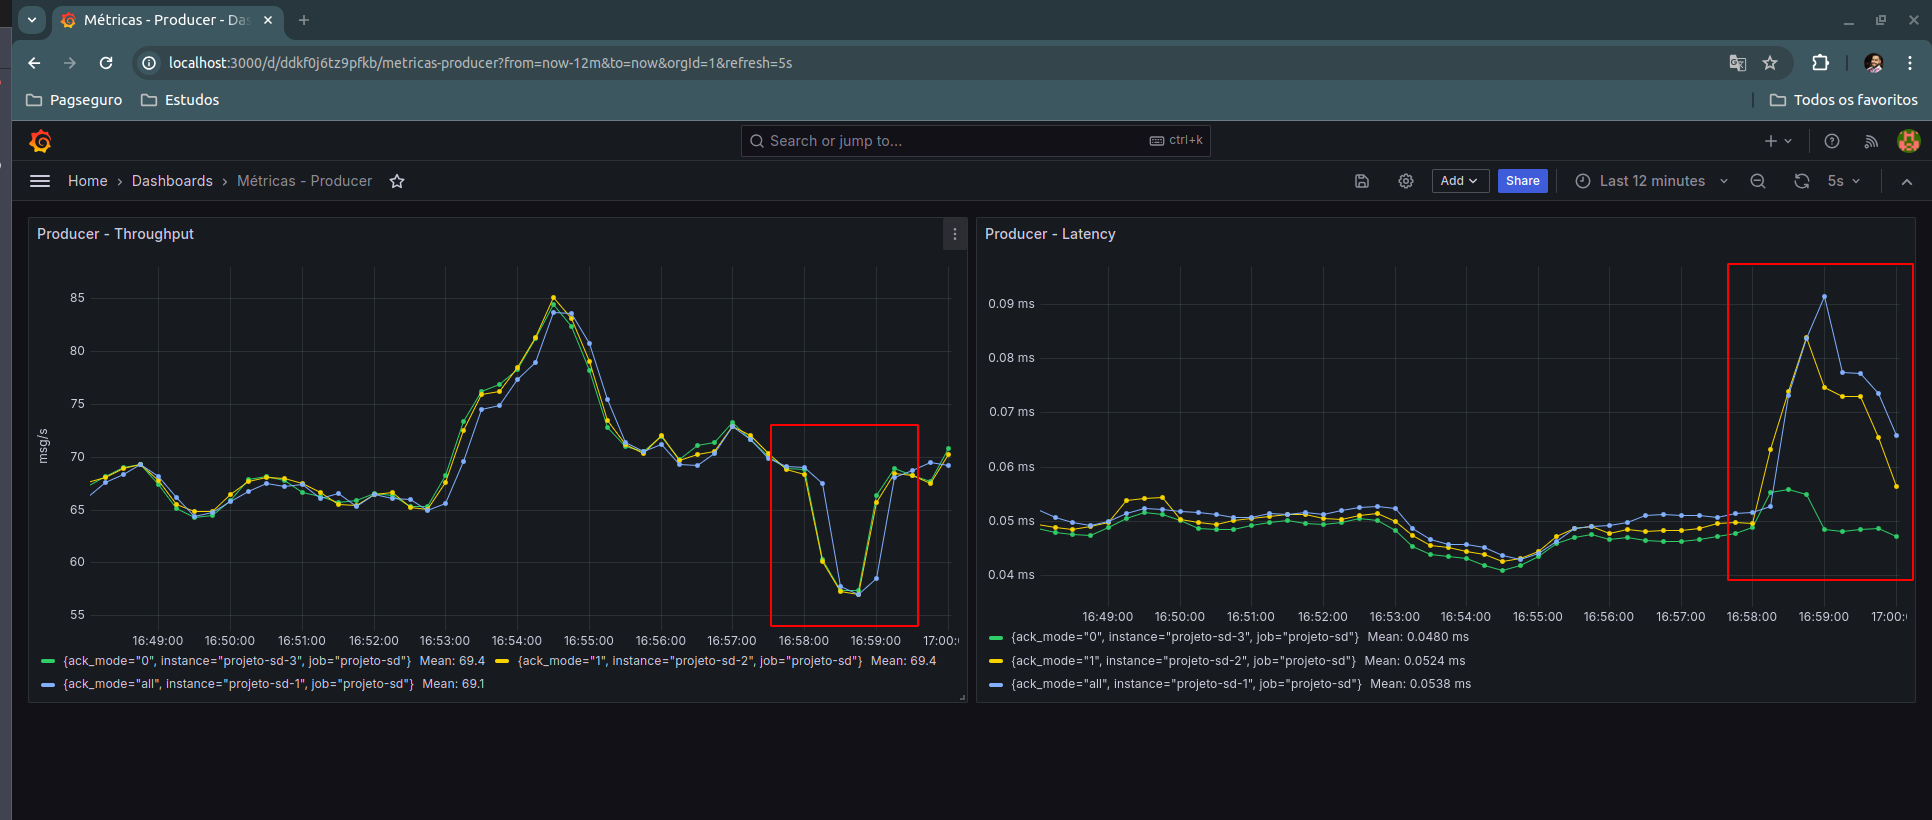 Métricas - Producer - Das
localhost:3000/d/ddkf0j6tz9pfkb/metricas-producer?from=now-12m&to=now&orgId=1&refresh=5s
Pagseguro Estudos Todos os favoritos
Search or jump to... ctrl+k
Home Dashboards Métricas - Producer Add Share Last 12 minutes 5s
Producer - Throughput
85
80
75
70
65
60
55
msg/s
16:49:00 16:50:00 16:51:00 16:52:00 16:53:00 16:54:00 16:55:00 16:56:00 16:57:00 16:58:00 16:59:00 17:00:
{ack_mode="0", instance="projeto-sd-3", job="projeto-sd"} Mean: 69.4 {ack_mode="1", instance="projeto-sd-2", job="projeto-sd"} Mean: 69.4
{ack_mode="all", instance="projeto-sd-1", job="projeto-sd"} Mean: 69.1
Producer - Latency
0.09 ms
0.08 ms
0.07 ms
0.06 ms
0.05 ms
0.04 ms
16:49:00 16:50:00 16:51:00 16:52:00 16:53:00 16:54:00 16:55:00 16:56:00 16:57:00 16:58:00 16:59:00 17:00:
{ack_mode="0", instance="projeto-sd-3", job="projeto-sd"} Mean: 0.0480 ms
{ack_mode="1", instance="projeto-sd-2", job="projeto-sd"} Mean: 0.0524 ms
{ack_mode="all", instance="projeto-sd-1", job="projeto-sd"} Mean: 0.0538 ms